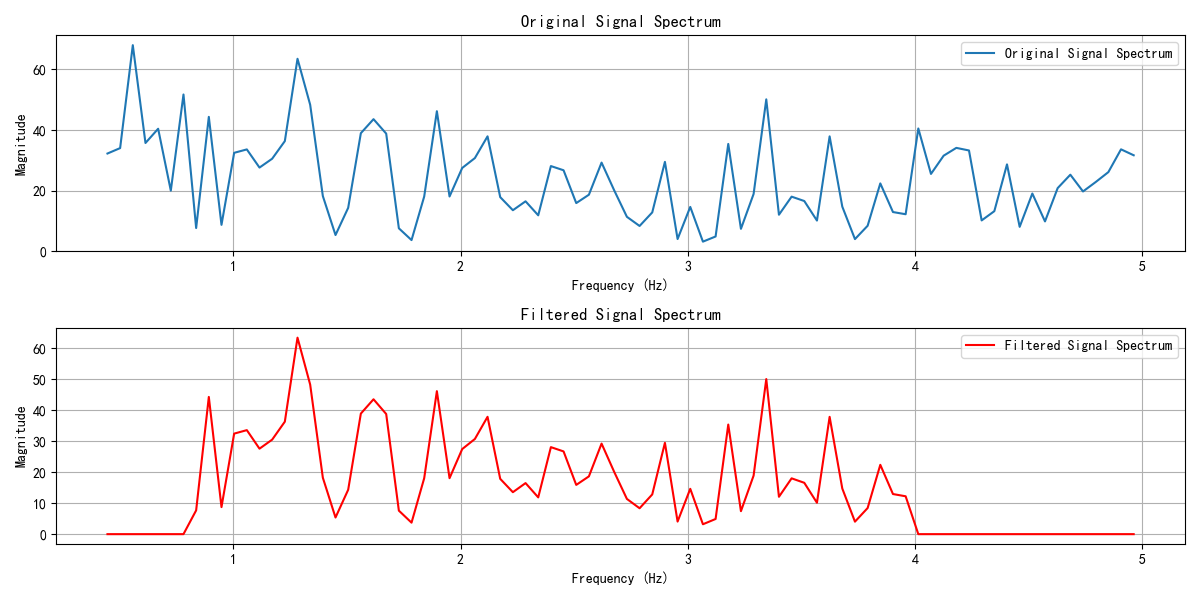 Original Signal Spectrum
Original Signal Spectrum
Magnitude
60
40
20
0
1 2 3 4 5
Frequency (Hz)
Filtered Signal Spectrum
Filtered Signal Spectrum
Magnitude
60
50
40
30
20
10
0
1 2 3 4 5
Frequency (Hz)